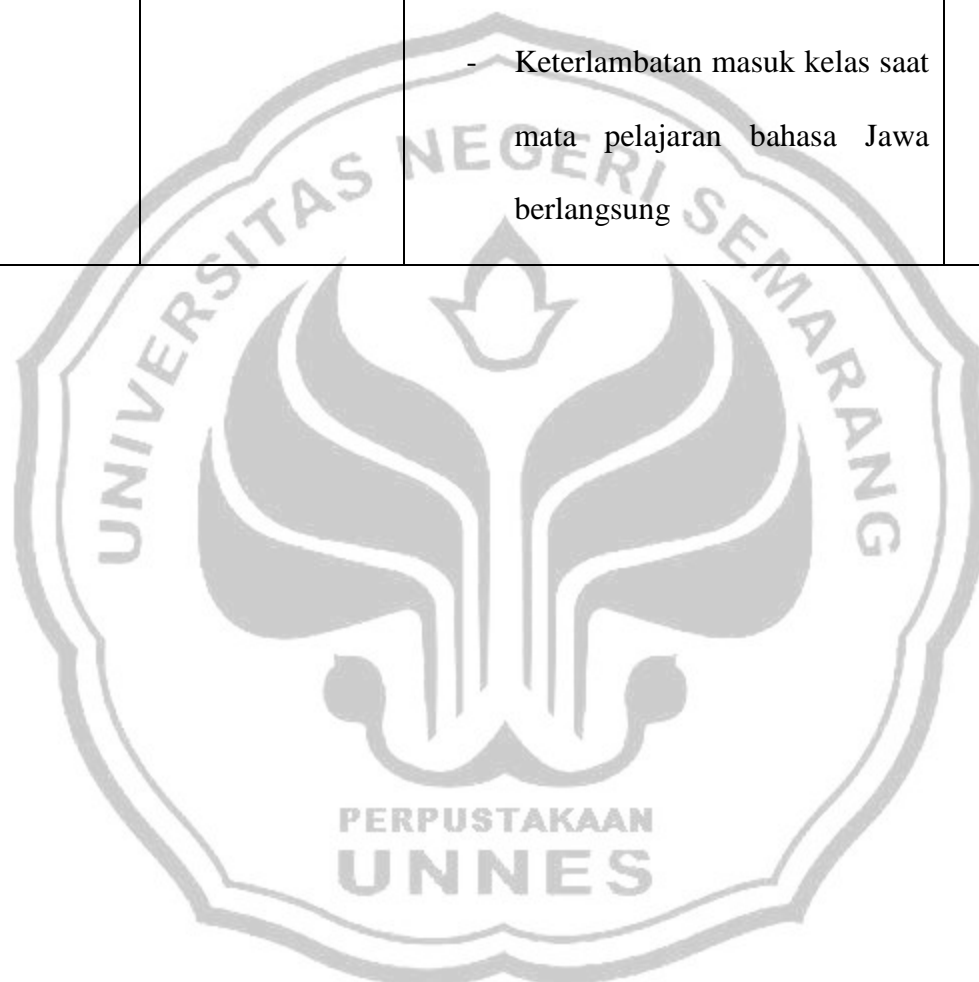 - Keterlambatan masuk kelas saat
mata pelajaran bahasa Jawa
berlangsung
UNIVERSITAS NEGERI SEMARANG
PERPUSTAKAAN
UNNES